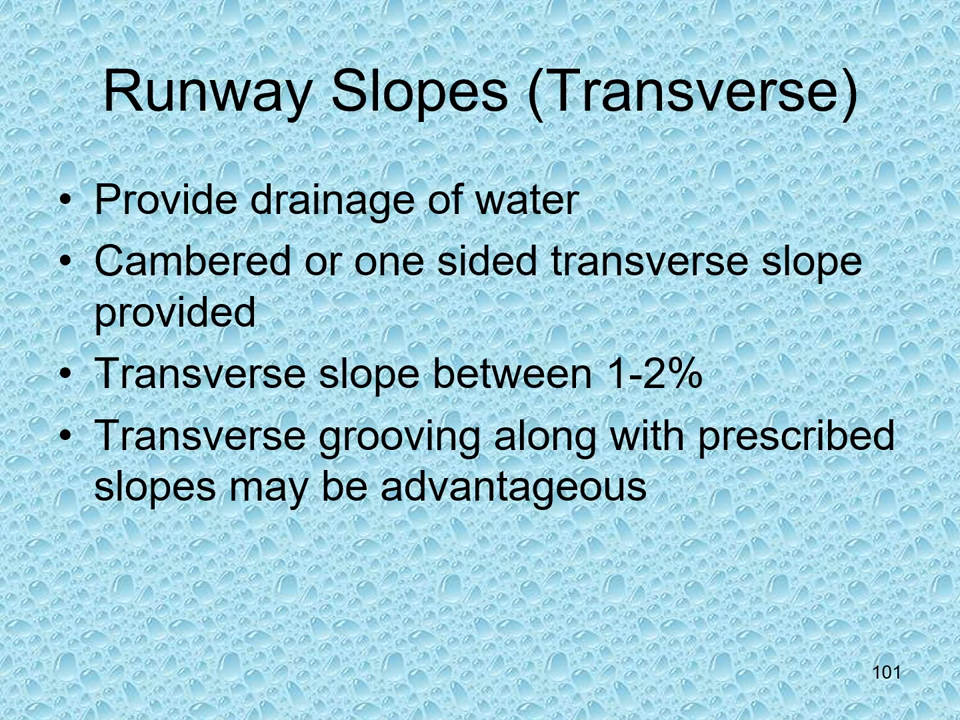 Runway Slopes (Transverse)
• Provide drainage of water
• Cambered or one sided transverse slope
provided
• Transverse slope between 1-2%
• Transverse grooving along with prescribed
slopes may be advantageous
101